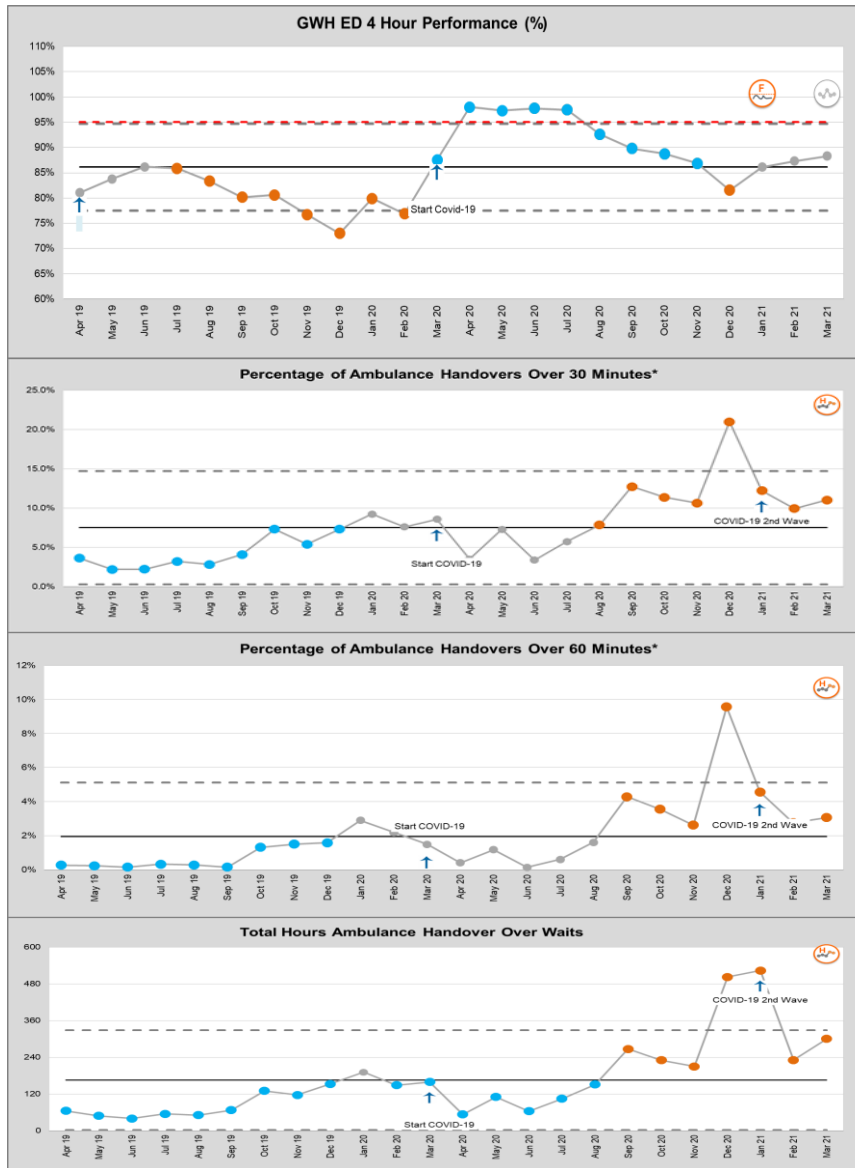 GWH ED 4 Hour Performance (%)
110%
105%
100%
95%
90%
85%
80%
75%
70%
65%
60%
F
Start Covid-19
Apr 19 May 19 Jun 19 Jul 19 Aug 19 Sep 19 Oct 19 Nov 19 Dec 19 Jan 20 Feb 20 Mar 20 Apr 20 May 20 Jun 20 Jul 20 Aug 20 Sep 20 Oct 20 Nov 20 Dec 20 Jan 21 Feb 21 Mar 21
Percentage of Ambulance Handovers Over 30 Minutes*
25.0%
20.0%
15.0%
10.0%
5.0%
0.0%
H
COVID-19 2nd Wave
Start COVID-19
Apr 19 May 19 Jun 19 Jul 19 Aug 19 Sep 19 Oct 19 Nov 19 Dec 19 Jan 20 Feb 20 Mar 20 Apr 20 May 20 Jun 20 Jul 20 Aug 20 Sep 20 Oct 20 Nov 20 Dec 20 Jan 21 Feb 21 Mar 21
Percentage of Ambulance Handovers Over 60 Minutes*
12%
10%
8%
6%
4%
2%
0%
H
Start COVID-19
COVID-19 2nd Wave
Apr 19 May 19 Jun 19 Jul 19 Aug 19 Sep 19 Oct 19 Nov 19 Dec 19 Jan 20 Feb 20 Mar 20 Apr 20 May 20 Jun 20 Jul 20 Aug 20 Sep 20 Oct 20 Nov 20 Dec 20 Jan 21 Feb 21 Mar 21
Total Hours Ambulance Handover Over Waits
600
480
360
240
120
0
H
COVID-19 2nd Wave
Start COVID-19
Apr 19 May 19 Jun 19 Jul 19 Aug 19 Sep 19 Oct 19 Nov 19 Dec 19 Jan 20 Feb 20 Mar 20 Apr 20 May 20 Jun 20 Jul 20 Aug 20 Sep 20 Oct 20 Nov 20 Dec 20 Jan 21 Feb 21 Mar 21